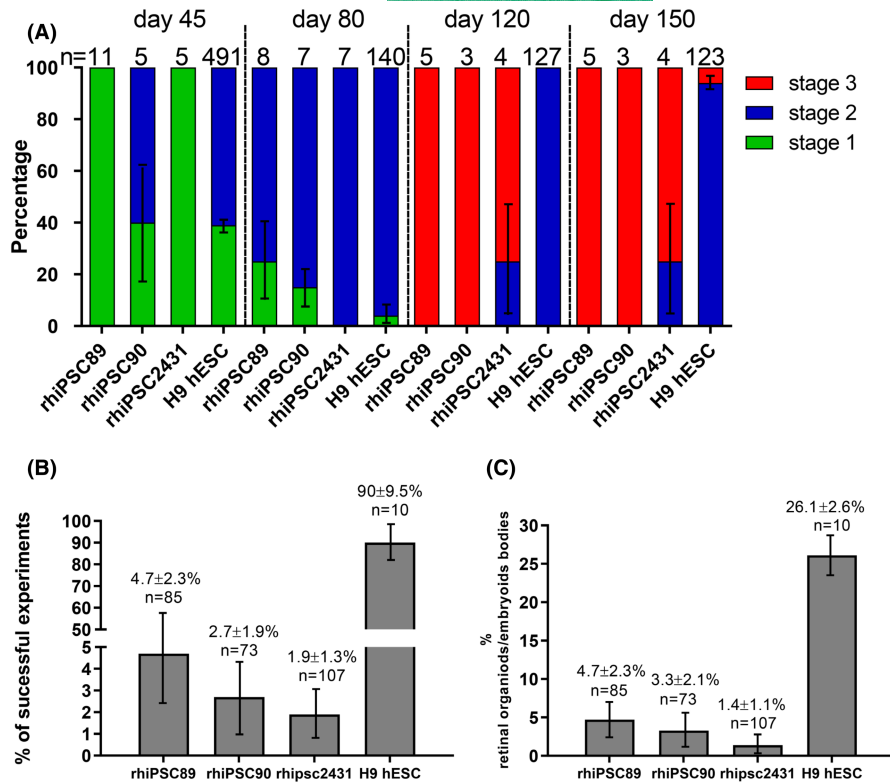 (A)
day 45 day 80 day 120 day 150
n=11 5 5 491 8 7 7 140 5 3 4 127 5 3 4 123
100
80
60
40
20
0
Percentage
stage 3
stage 2
stage 1
rhiPSC89 rhiPSC90 rhiPSC2431 H9 hESC rhiPSC89 rhiPSC90 rhiPSC2431 H9 hESC rhiPSC89 rhiPSC90 rhiPSC2431 H9 hESC rhiPSC89 rhiPSC90 rhiPSC2431 H9 hESC
(B)
% of sucessful experiments
100
90
80
70
60
50
5
4
3
2
1
0
4.7±2.3%
n=85
2.7±1.9%
n=73
1.9±1.3%
n=107
90±9.5%
n=10
rhiPSC89 rhiPSC90 rhipsc2431 H9 hESC
(C)
%
retinal organiods/embryoids bodies
30
25
20
15
10
5
0
4.7±2.3%
n=85
3.3±2.1%
n=73
1.4±1.1%
n=107
26.1±2.6%
n=10
rhiPSC89 rhiPSC90 rhipsc2431 H9 hESC